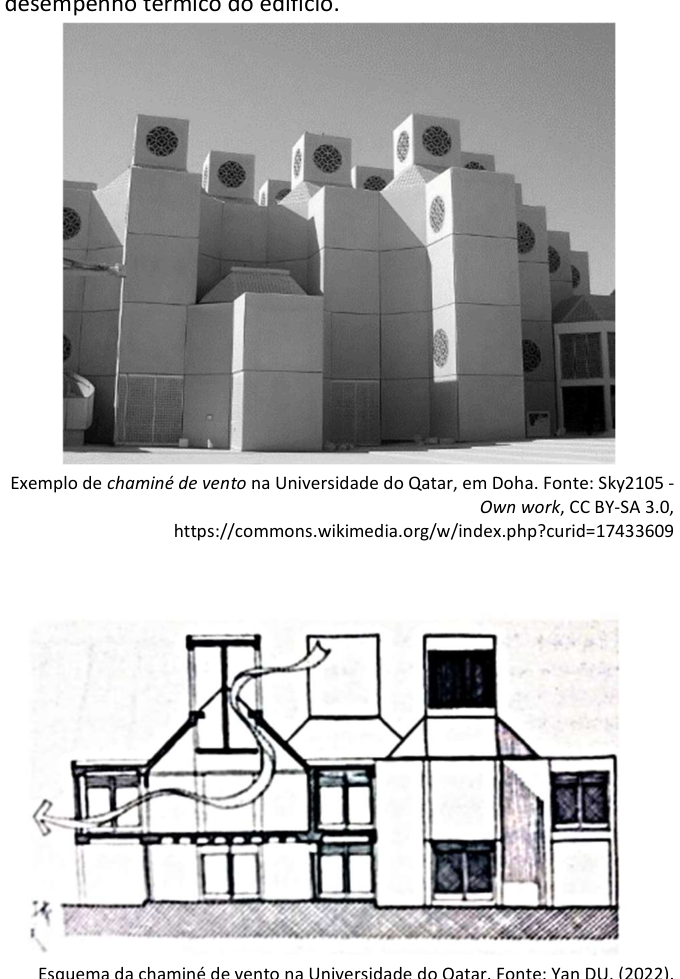 desempenho térmico do edifício.
Exemplo de chaminé de vento na Universidade do Qatar, em Doha. Fonte: Sky2105 -
Own work, CC BY-SA 3.0,
https://commons.wikimedia.org/w/index.php?curid=17433609
Esquema da chaminé de vento na Universidade do Qatar. Fonte: Yan DU, (2022).